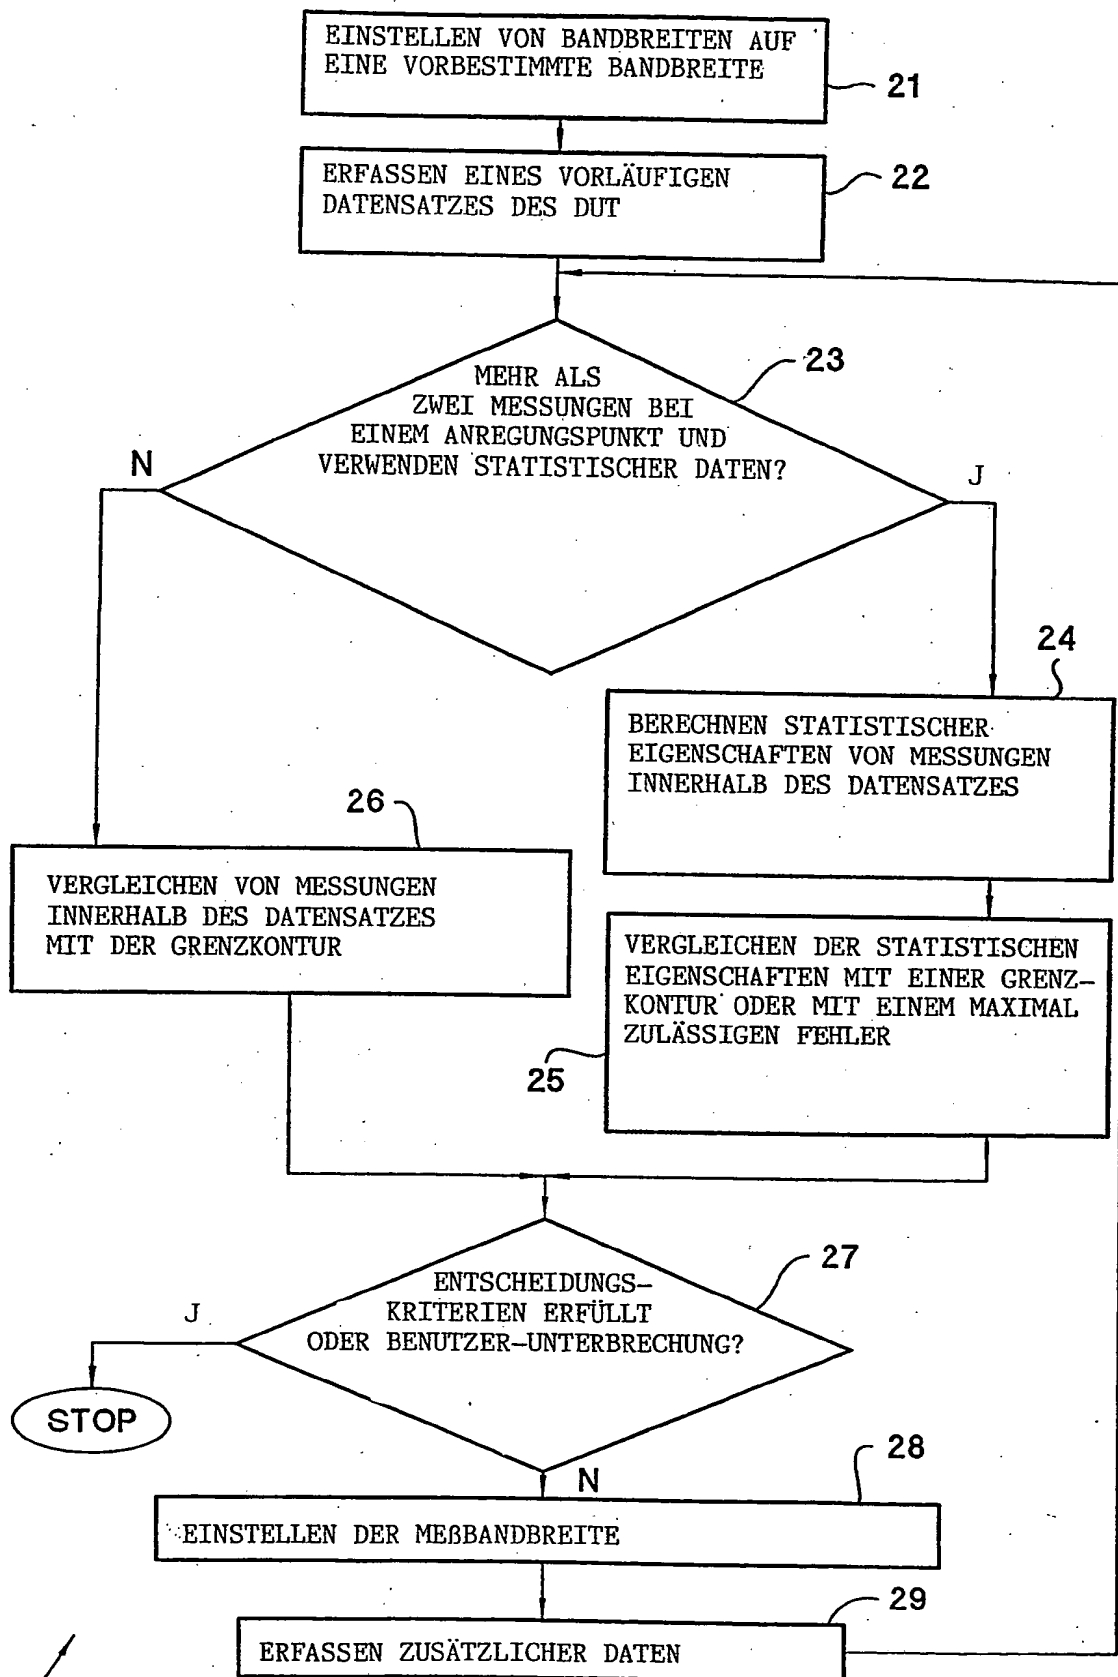 EINSTELLEN VON BANDBREITEN AUF
EINE VORBESTIMMTE BANDBREITE
21
ERFASSEN EINES VORLÄUFIGEN
DATENSATZES DES DUT
22
23
MEHR ALS
ZWEI MESSUNGEN BEI
EINEM ANREGUNGSPUNKT UND
VERWENDEN STATISTISCHER DATEN?
N
J
24
BERECHNEN STATISTISCHER
EIGENSCHAFTEN VON MESSUNGEN
INNERHALB DES DATENSATZES
26
VERGLEICHEN VON MESSUNGEN
INNERHALB DES DATENSATZES
MIT DER GRENZKONTUR
VERGLEICHEN DER STATISTISCHEN
EIGENSCHAFTEN MIT EINER GRENZ-
KONTUR ODER MIT EINEM MAXIMAL
ZULÄSSIGEN FEHLER
25
27
ENTSCHEIDUNGS-
KRITERIEN ERFÜLLT
ODER BENUTZER-UNTERBRECHUNG?
J
STOP
N
28
EINSTELLEN DER MEßBANDBREITE
29
ERFASSEN ZUSÄTZLICHER DATEN